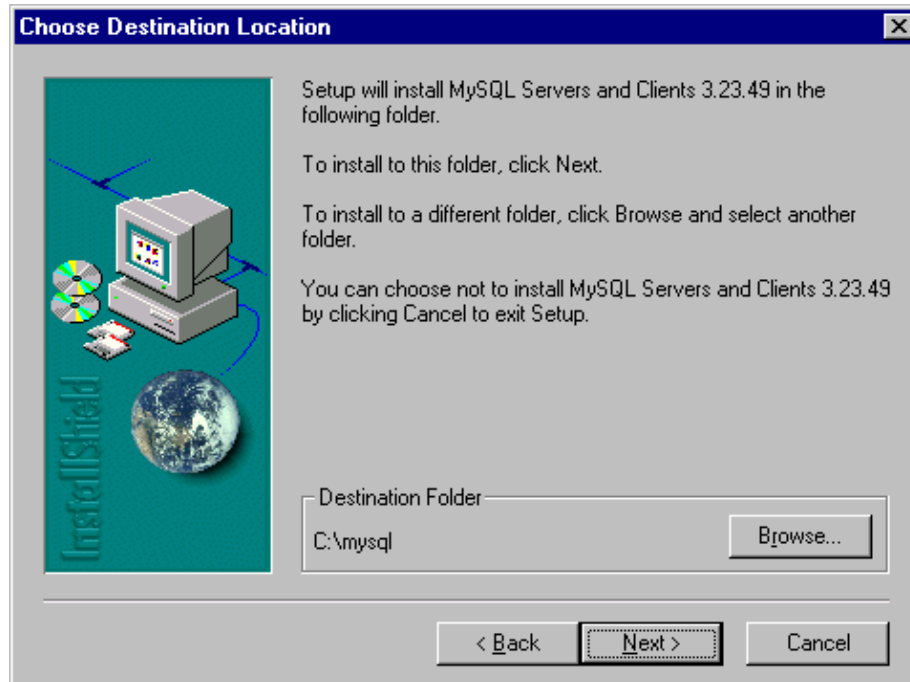 Choose Destination Location
Setup will install MySQL Servers and Clients 3.23.49 in the
following folder.
To install to this folder, click Next.
To install to a different folder, click Browse and select another
folder.
You can choose not to install MySQL Servers and Clients 3.23.49
by clicking Cancel to exit Setup.
InstallShield
Destination Folder
C:\mysql
Browse...
< Back
Next >
Cancel